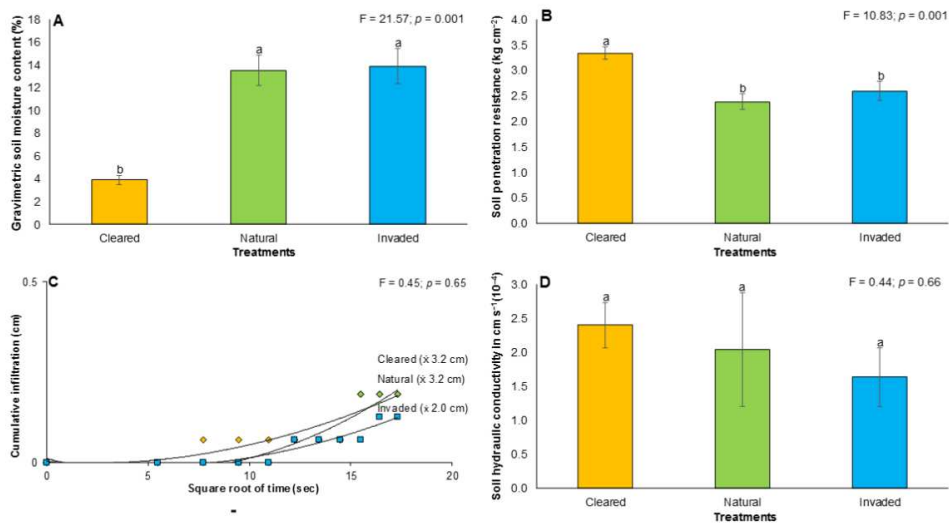 A
F = 21.57; p = 0.001
Gravimetric soil moisture content (%)
18
16
14
12
10
8
6
4
2
0
b
a
a
Cleared Natural Invaded
Treatments
B
F = 10.83; p = 0.001
Soil penetration resistance (kg cm-2)
4.0
3.5
3.0
2.5
2.0
1.5
1.0
0.5
0.0
a
b
b
Cleared Natural Invaded
Treatments
C
F = 0.45; p = 0.65
Cumulative infiltration (cm)
0.5
0
Cleared (ẋ 3.2 cm)
Natural (ẋ 3.2 cm)
Invaded (ẋ 2.0 cm)
0 5 10 15 20
Square root of time (sec)
-
D
F = 0.44; p = 0.66
Soil hydraulic conductivity in cm s-1 (10-4)
3.0
2.5
2.0
1.5
1.0
0.5
0.0
a
a
a
Cleared Natural Invaded
Treatments